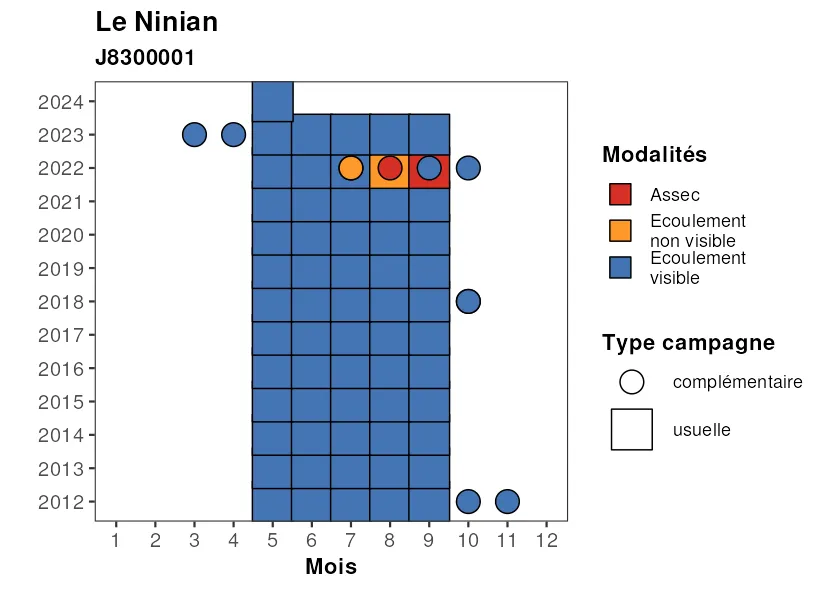 Le Ninian
J8300001
2024
2023
2022
2021
2020
2019
2018
2017
2016
2015
2014
2013
2012
1 2 3 4 5 6 7 8 9 10 11 12
Mois
Modalités
Assec
Ecoulement
non visible
Ecoulement
visible
Type campagne
complémentaire
usuelle